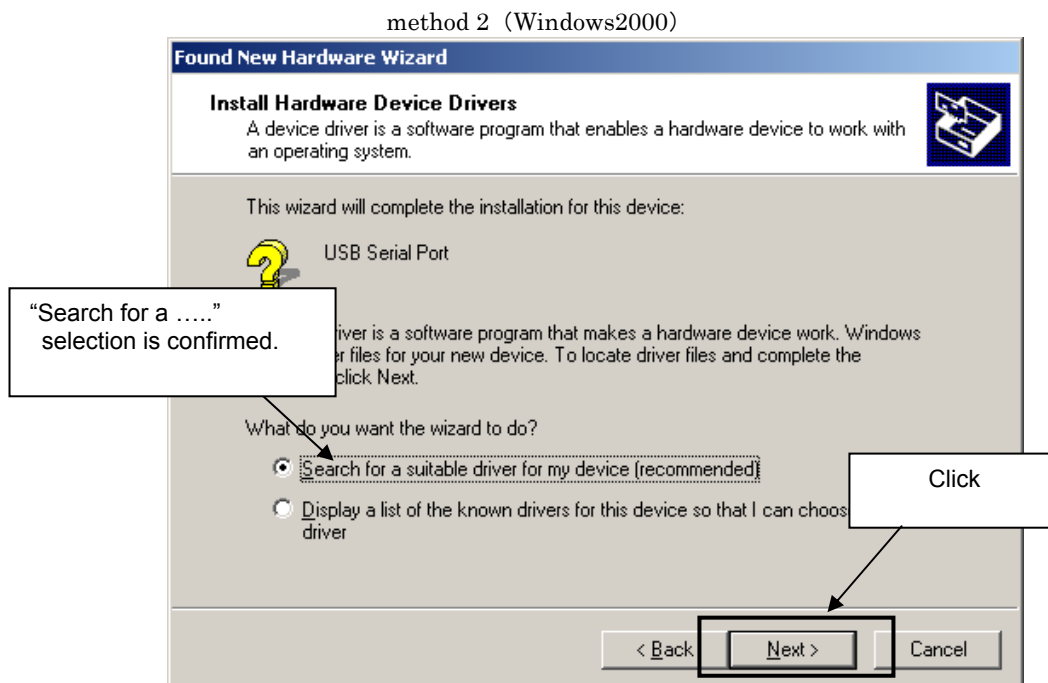 method 2（Windows2000）
Found New Hardware Wizard
Install Hardware Device Drivers
A device driver is a software program that enables a hardware device to work with
an operating system.
This wizard will complete the installation for this device:
USB Serial Port
“Search for a …..”
selection is confirmed.
is a software program that makes a hardware device work. Windows
files for your new device. To locate driver files and complete the
click Next.
What do you want the wizard to do?
Search for a suitable driver for my device (recommended)
Display a list of the known drivers for this device so that I can
driver
Click
< Back
Next >
Cancel